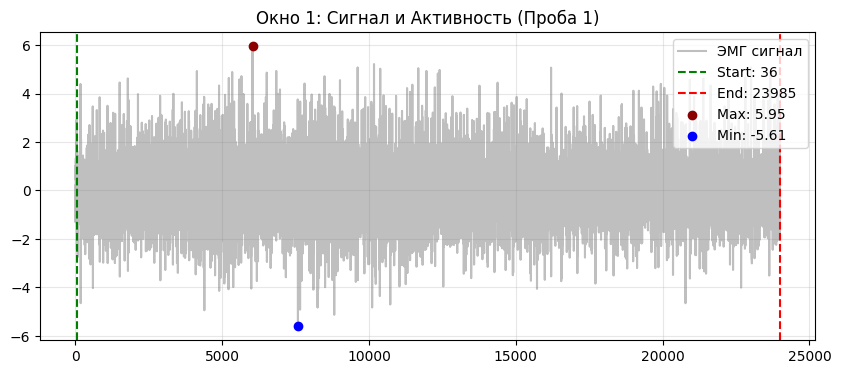 Окно 1: Сигнал и Активность (Проба 1)
6
4
2
0
−2
−4
−6
ЭМГ сигнал
Start: 36
End: 23985
Max: 5.95
Min: -5.61
0
5000
10000
15000
20000
25000